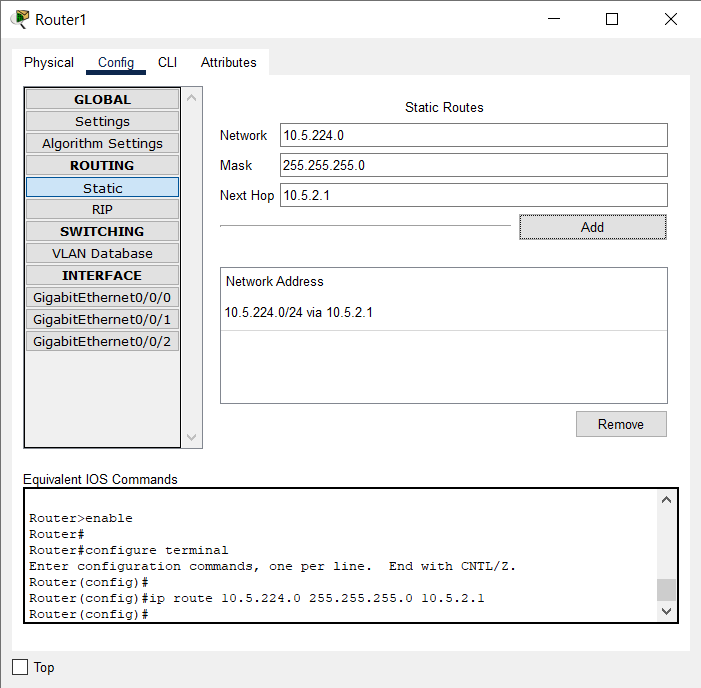 Router1
Physical Config CLI Attributes
GLOBAL
Settings
Algorithm Settings
ROUTING
Static
RIP
SWITCHING
VLAN Database
INTERFACE
GigabitEthernet0/0/0
GigabitEthernet0/0/1
GigabitEthernet0/0/2
Static Routes
Network 10.5.224.0
Mask 255.255.255.0
Next Hop 10.5.2.1
Add
Network Address
10.5.224.0/24 via 10.5.2.1
Remove
Equivalent IOS Commands
Router>enable
Router#
Router#configure terminal
Enter configuration commands, one per line.  End with CNTL/Z.
Router(config)#
Router(config)#ip route 10.5.224.0 255.255.255.0 10.5.2.1
Router(config)#
Top